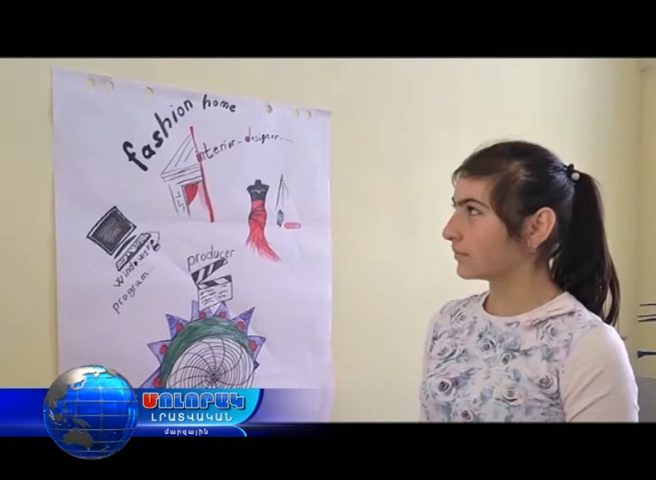 fashion home
interior - designer....
windows
program....
producer
ՄՈԼՈՐԱԿ
ԼՐԱՏՎԱԿԱՆ
մարզային